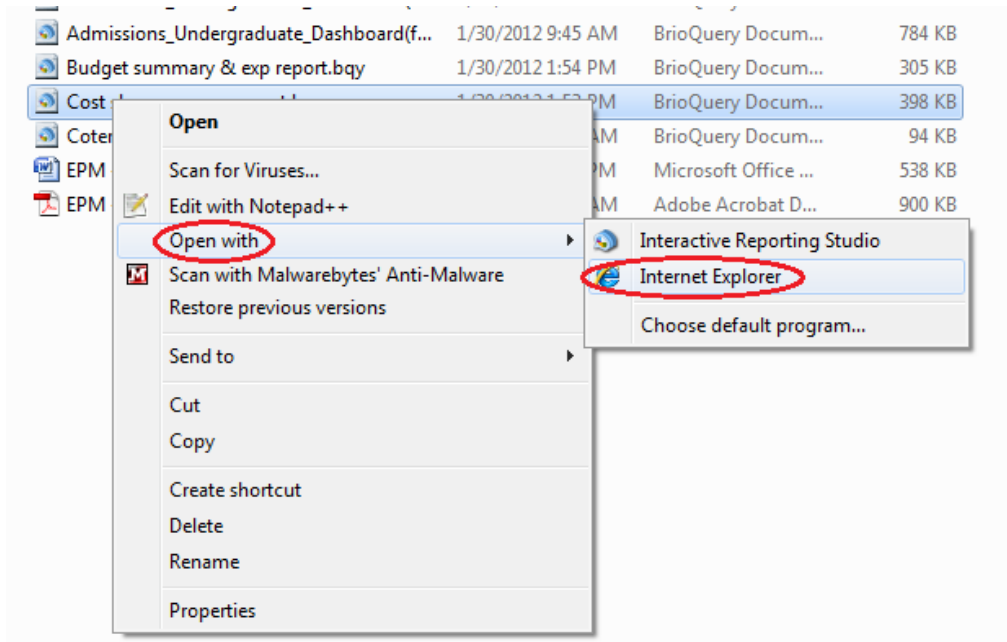 Admissions_Undergraduate_Dashboard(f... 1/30/2012 9:45 AM BrioQuery Docum... 784 KB
Budget summary & exp report.bqy 1/30/2012 1:54 PM BrioQuery Docum... 305 KB
Cost PM BrioQuery Docum... 398 KB
Coter AM BrioQuery Docum... 94 KB
EPM PM Microsoft Office ... 538 KB
EPM AM Adobe Acrobat D... 900 KB
Open
Scan for Viruses...
Edit with Notepad++
Open with
Scan with Malwarebytes' Anti-Malware
Restore previous versions
Send to
Cut
Copy
Create shortcut
Delete
Rename
Properties
Interactive Reporting Studio
Internet Explorer
Choose default program...